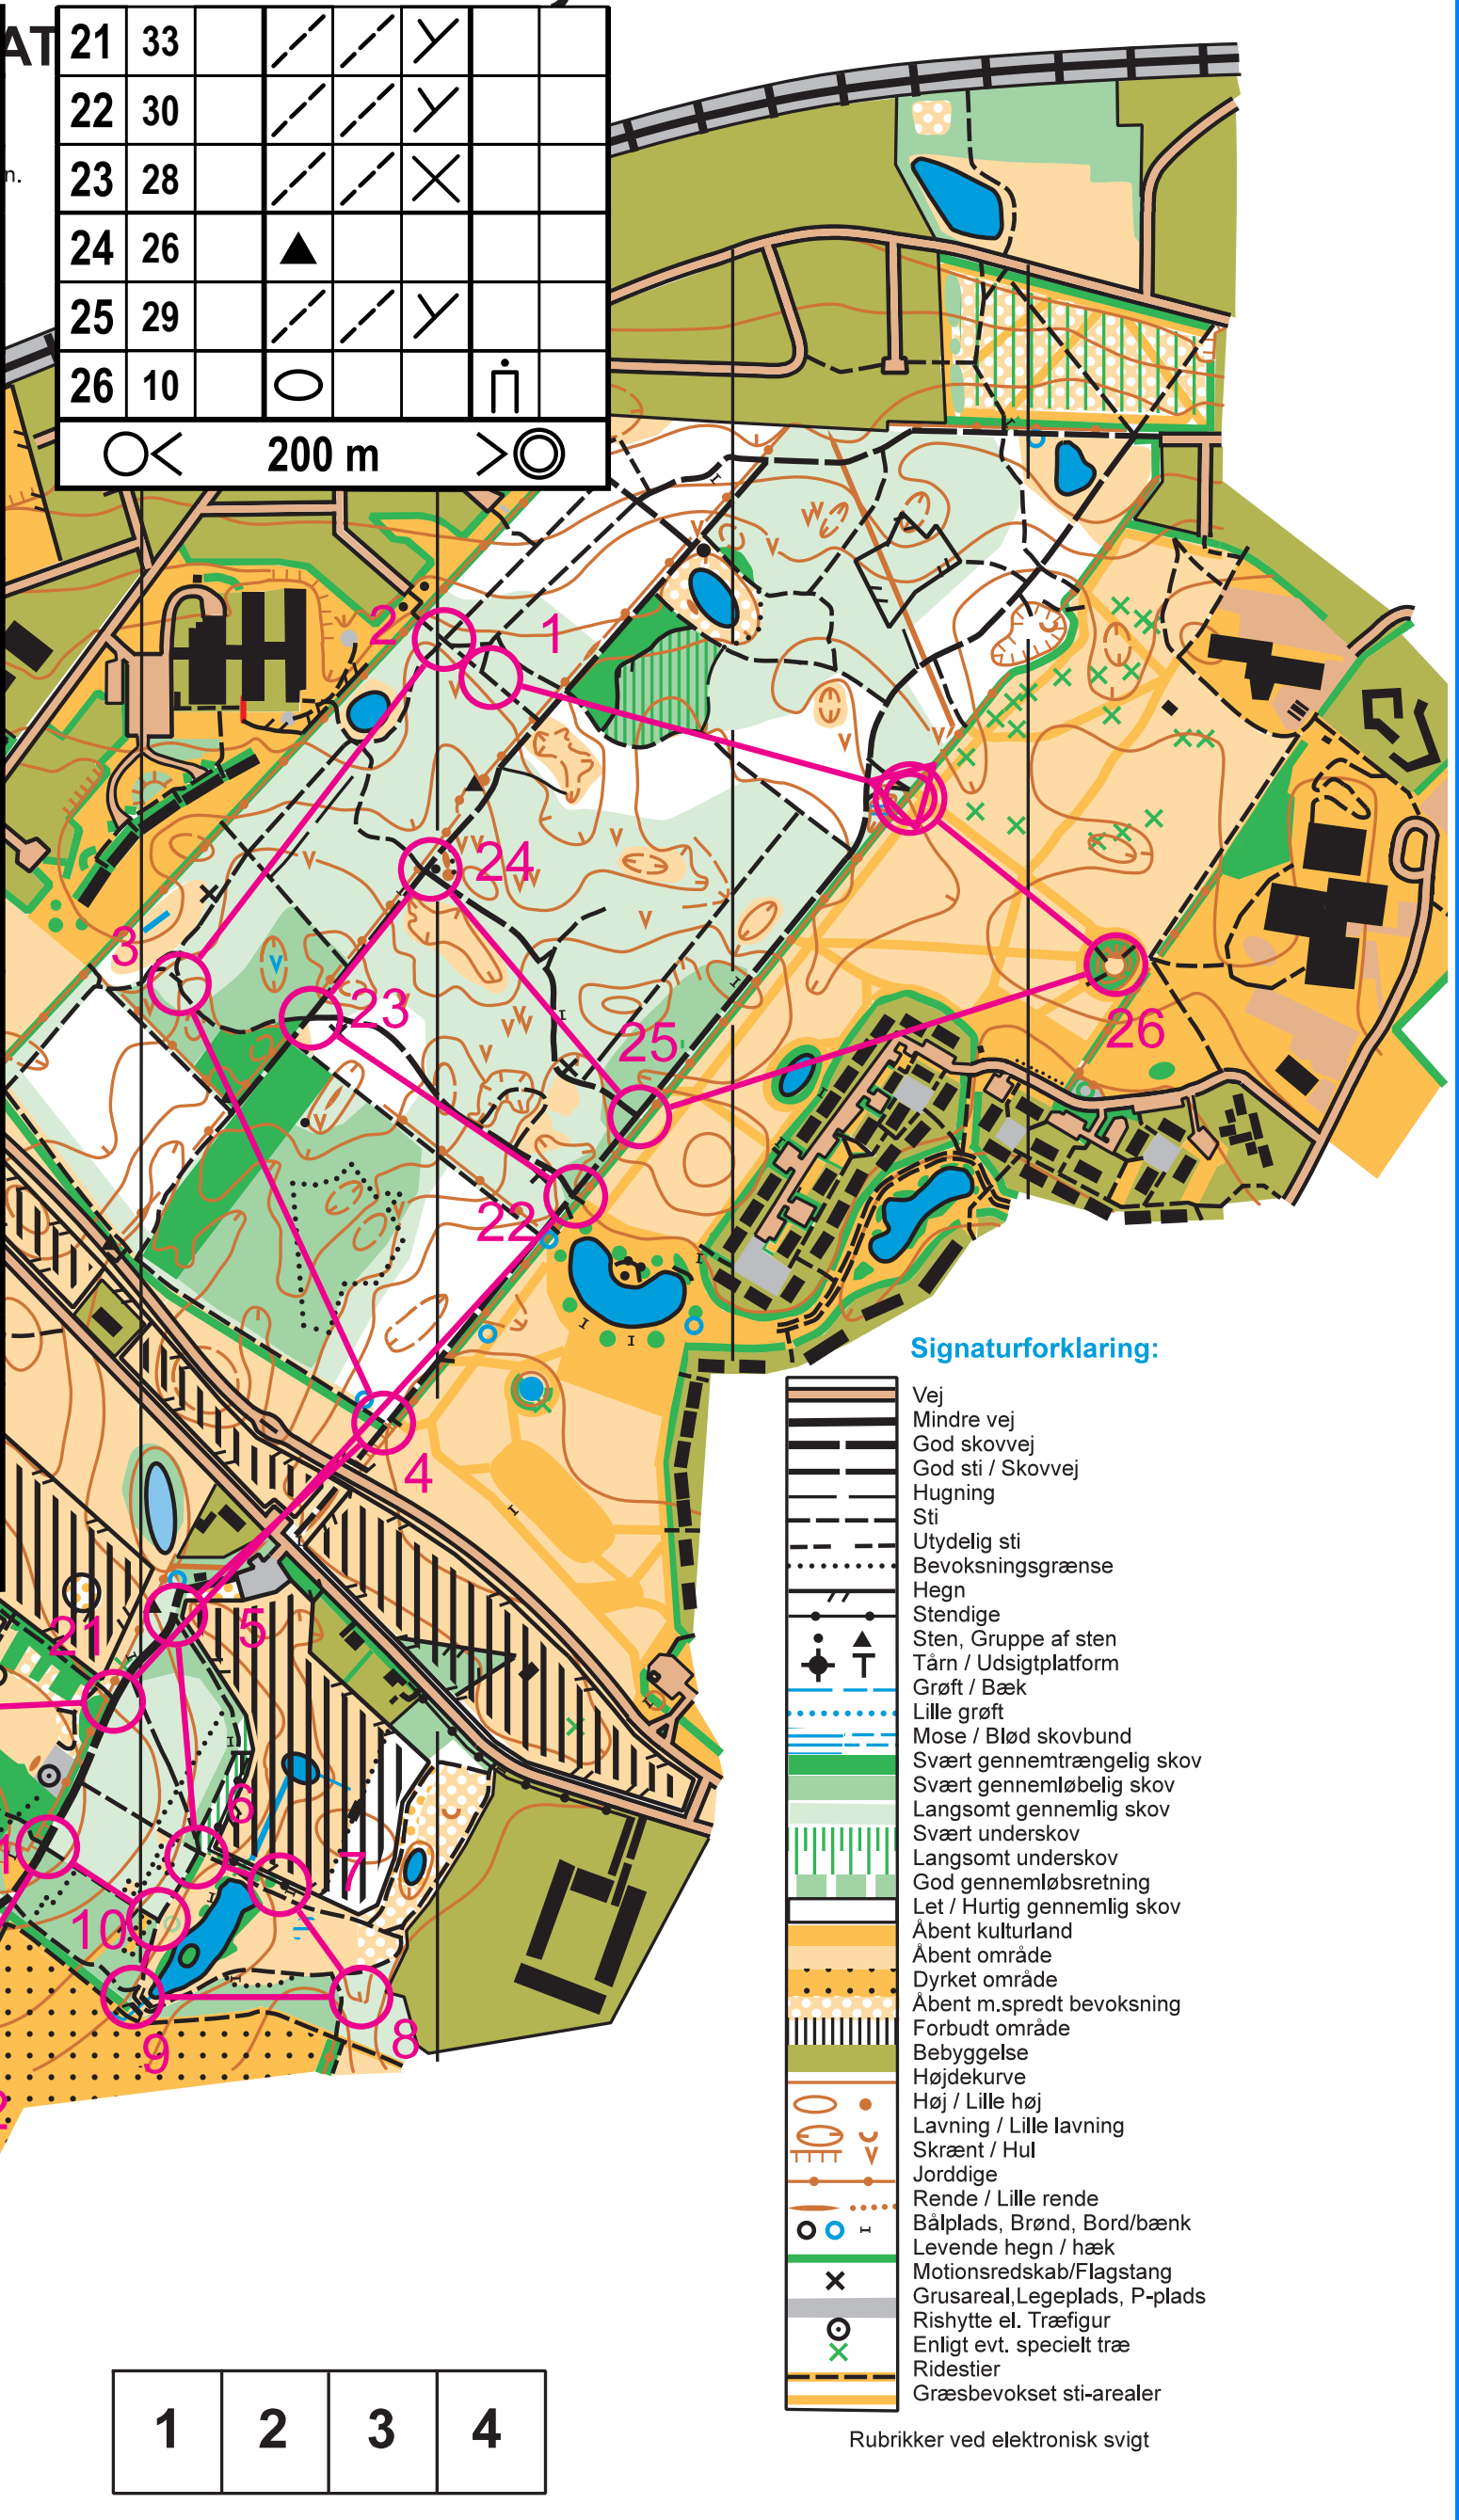 AT
n.
21 33
22 30
23 28
24 26
25 29
26 10
200 m
2
1
24
3
23
25
26
22
4
21
5
6
7
10
9
8
Signaturforklaring:
Vej
Mindre vej
God skovvej
God sti / Skovvej
Hugning
Sti
Utydelig sti
Bevoksningsgrænse
Hegn
Stendige
Sten, Gruppe af sten
Tårn / Udsigtplatform
Grøft / Bæk
Lille grøft
Mose / Blød skovbund
Svært gennemtrængelig skov
Svært gennemløbelig skov
Langsomt gennemlig skov
Svært underskov
Langsomt underskov
God gennemløbsretning
Let / Hurtig gennemlig skov
Åbent kulturland
Åbent område
Dyrket område
Åbent m.spredt bevoksning
Forbudt område
Bebyggelse
Højdekurve
Høj / Lille høj
Lavning / Lille lavning
Skrænt / Hul
Jorddige
Rende / Lille rende
Bålplads, Brønd, Bord/bænk
Levende hegn / hæk
Motionsredskab/Flagstang
Grusareal,Legeplads, P-plads
Rishytte el. Træfigur
Enligt evt. specielt træ
Ridestier
Græsbevokset sti-arealer
Rubrikker ved elektronisk svigt
1 2 3 4